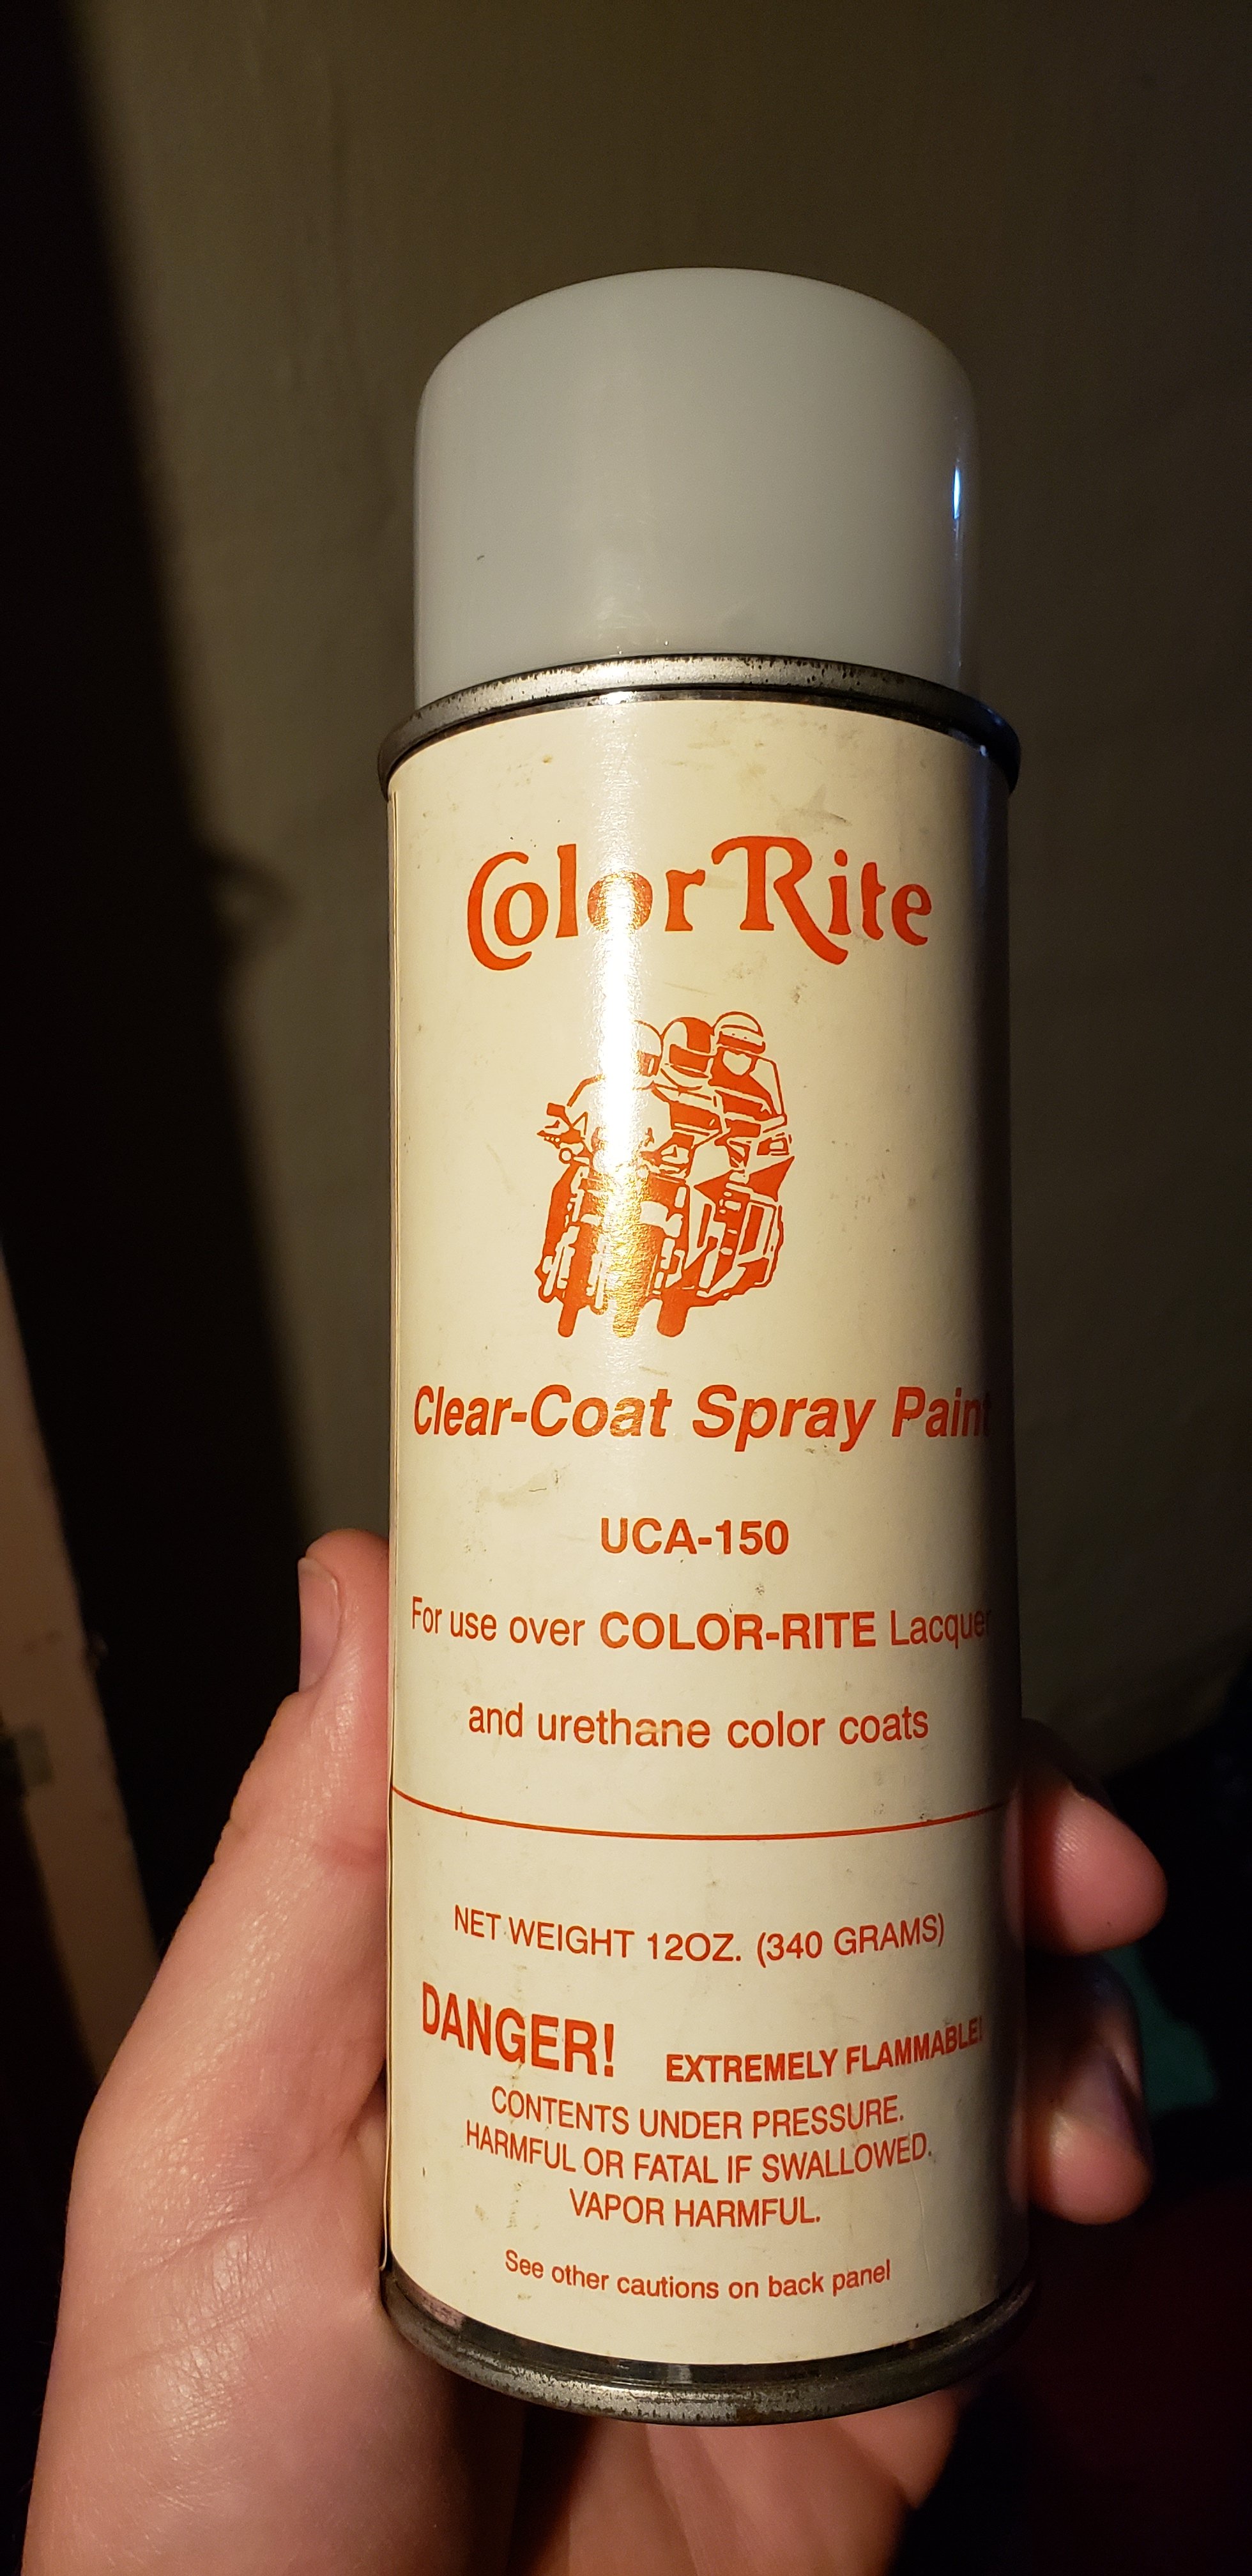 Color Rite
Clear-Coat Spray Paint
UCA-150
For use over COLOR-RITE Lacquer
and urethane color coats
NET WEIGHT 12OZ. (340 GRAMS)
DANGER! EXTREMELY FLAMMABLE!
CONTENTS UNDER PRESSURE.
HARMFUL OR FATAL IF SWALLOWED.
VAPOR HARMFUL.
See other cautions on back panel